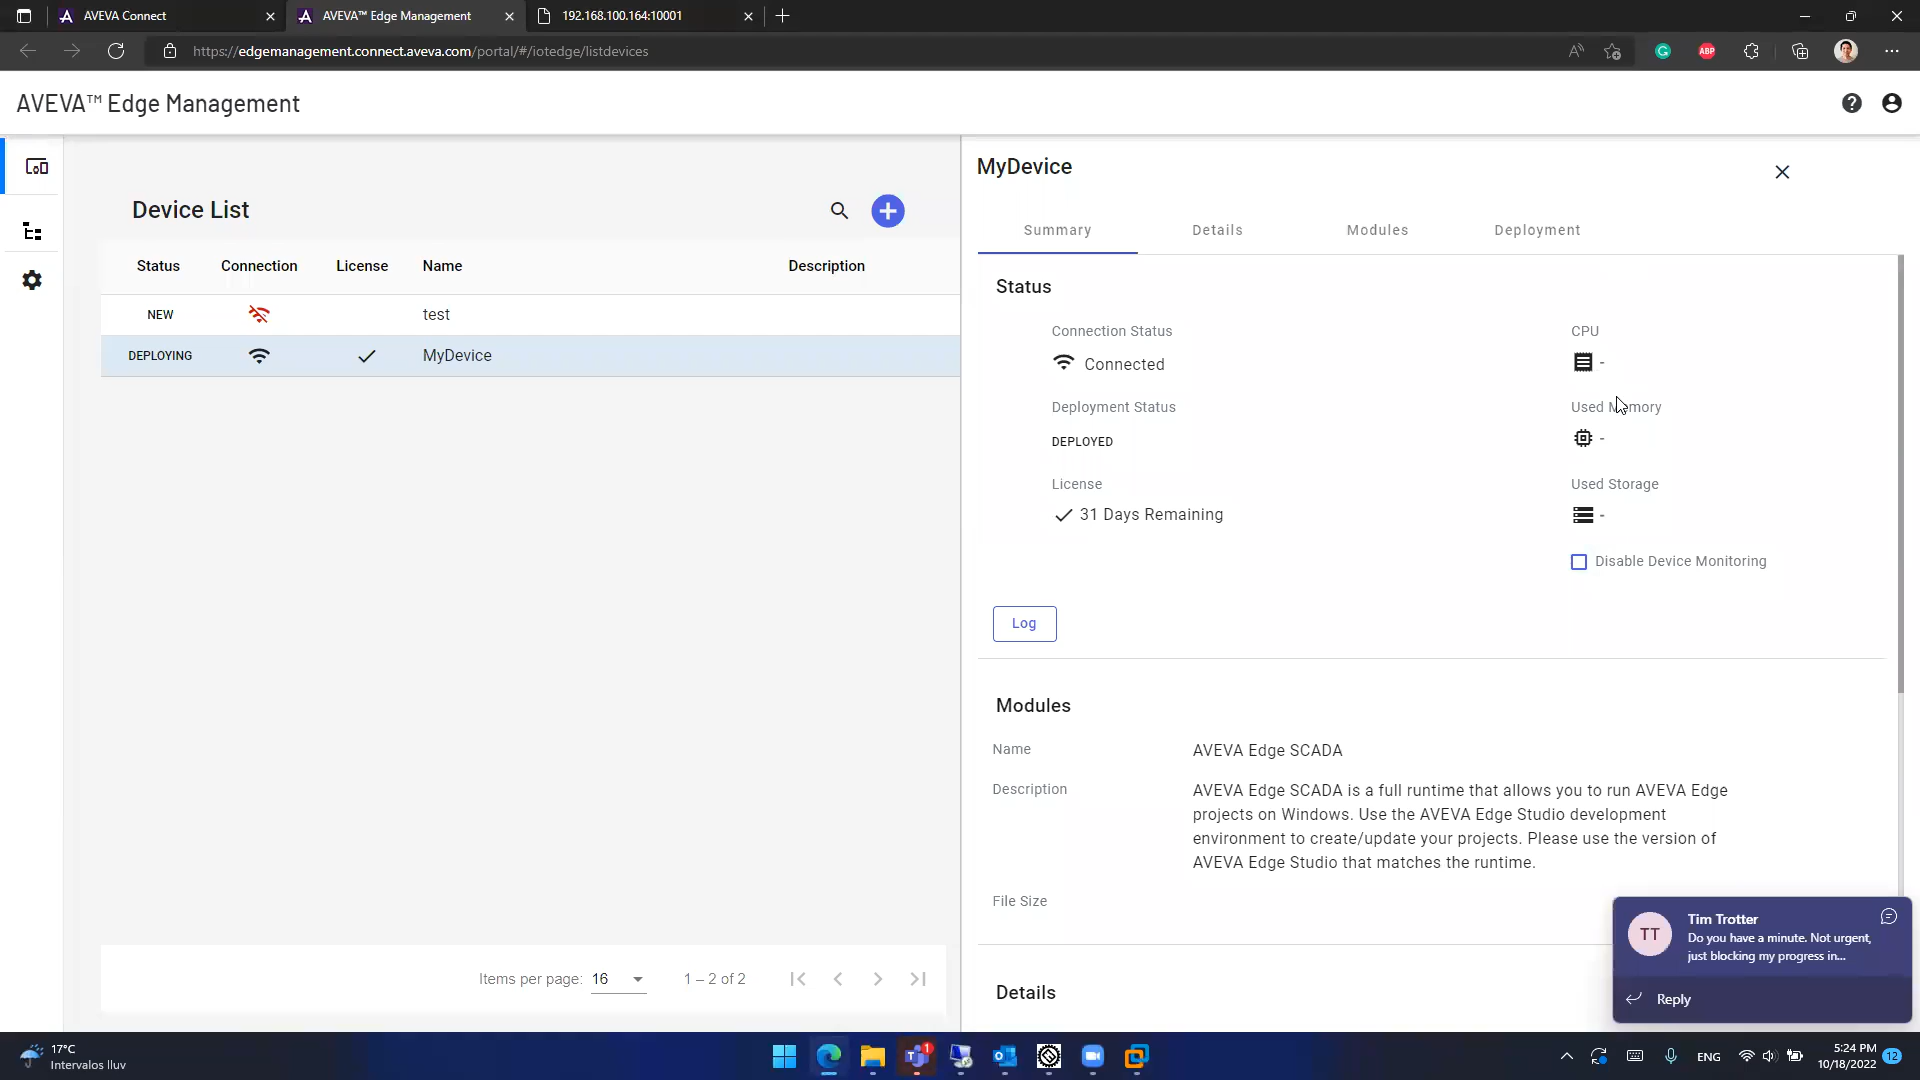 AVEVA Connect
AVEVA™ Edge Management
192.168.100.164:10001
https://edgemanagement.connect.aveva.com/portal/#/iotedge/listdevices
ABP
AVEVA™ Edge Management
Device List
Status Connection License Name Description
NEW test
DEPLOYING MyDevice
Items per page: 16 1 – 2 of 2
MyDevice
Summary Details Modules Deployment
Status
Connection Status
Connected
Deployment Status
DEPLOYED
License
31 Days Remaining
CPU
-
Used Memory
-
Used Storage
-
Disable Device Monitoring
Log
Modules
Name AVEVA Edge SCADA
Description AVEVA Edge SCADA is a full runtime that allows you to run AVEVA Edge
projects on Windows. Use the AVEVA Edge Studio development
environment to create/update your projects. Please use the version of
AVEVA Edge Studio that matches the runtime.
File Size
Details
TT
Tim Trotter
Do you have a minute. Not urgent,
just blocking my progress in...
Reply
17°C
Intervalos lluv
1
ENG
5:24 PM
10/18/2022
12